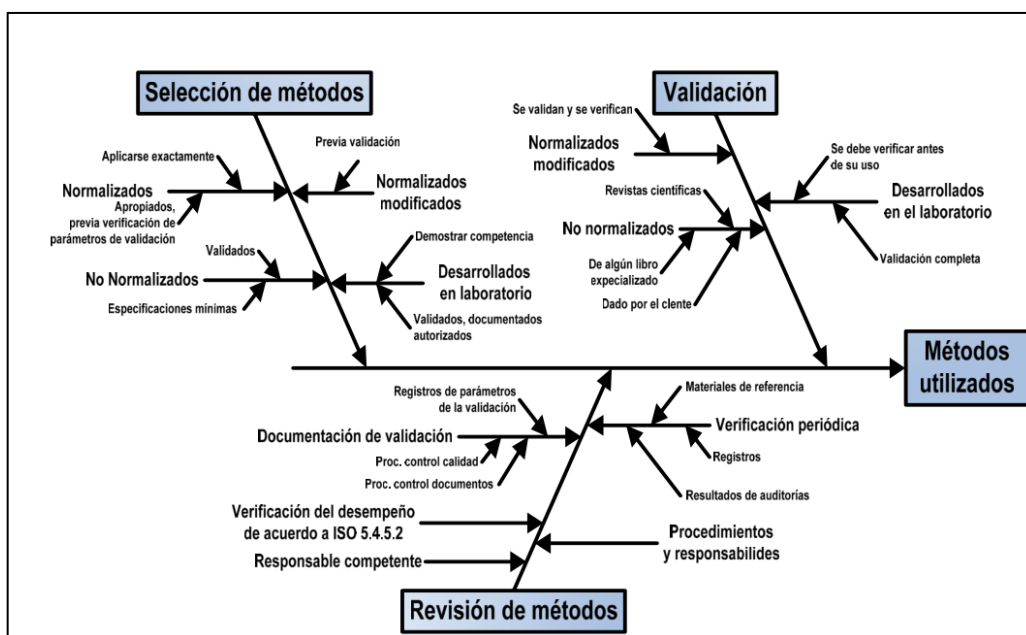 Selección de métodos
Aplicarse exactamente
Previa validación
Normalizados
Apropiados,
previa verificación de
parámetros de validación
Normalizados
modificados
Validados
No Normalizados
Especificaciones mínimas
Demostrar competencia
Desarrollados
en laboratorio
Validados, documentados
autorizados
Validación
Se validan y se verifican
Normalizados
modificados
Se debe verificar antes
de su uso
Desarrollados
en el laboratorio
Validación completa
Revistas científicas
No normalizados
De algún libro
expecializado
Dado por el clente
Métodos
utilizados
Registros de parámetros
de la validación
Documentación de validación
Proc. control calidad
Proc. control documentos
Materiales de referencia
Verificación periódica
Registros
Resultados de auditorías
Verificación del desempeño
de acuerdo a ISO 5.4.5.2
Responsable competente
Procedimientos
y responsabilides
Revisión de métodos